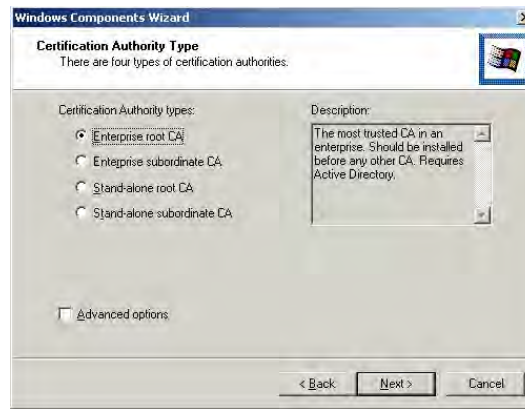 Windows Components Wizard
Certification Authority Type
There are four types of certification authorities.
Certification Authority types:
Enterprise root CA
Enterprise subordinate CA
Stand-alone root CA
Stand-alone subordinate CA
Description:
The most trusted CA in an
enterprise. Should be installed
before any other CA. Requires
Active Directory.
Advanced options
< Back
Next >
Cancel